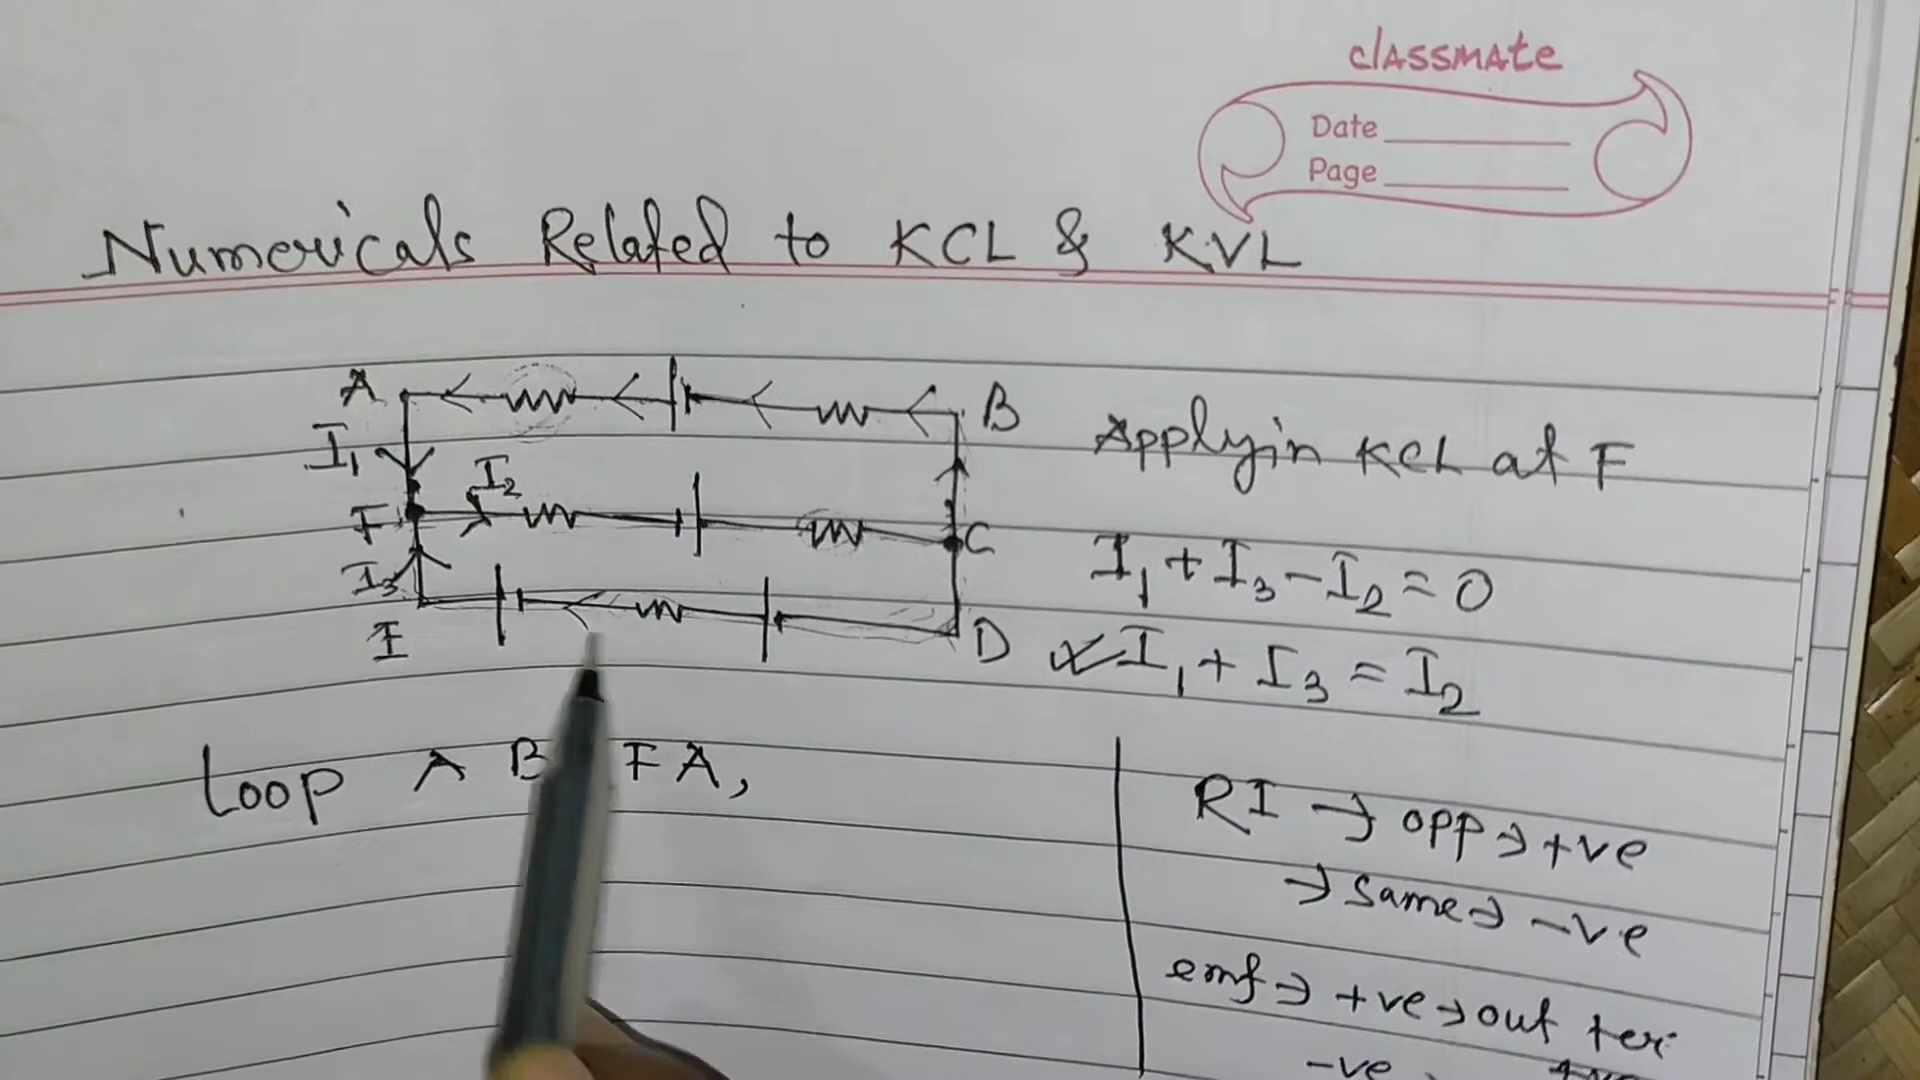 classmate
Date
Page
Numericals Related to KCL & KVL
A
B
I₁
I₂
F
C
I₃
I
D
Applyin KCL at F
I₁ + I₃ - I₂ = 0
I₁ + I₃ = I₂
Loop A B F A,
RI → opp → +ve
→ same → -ve
emf → +ve → out ter
-ve